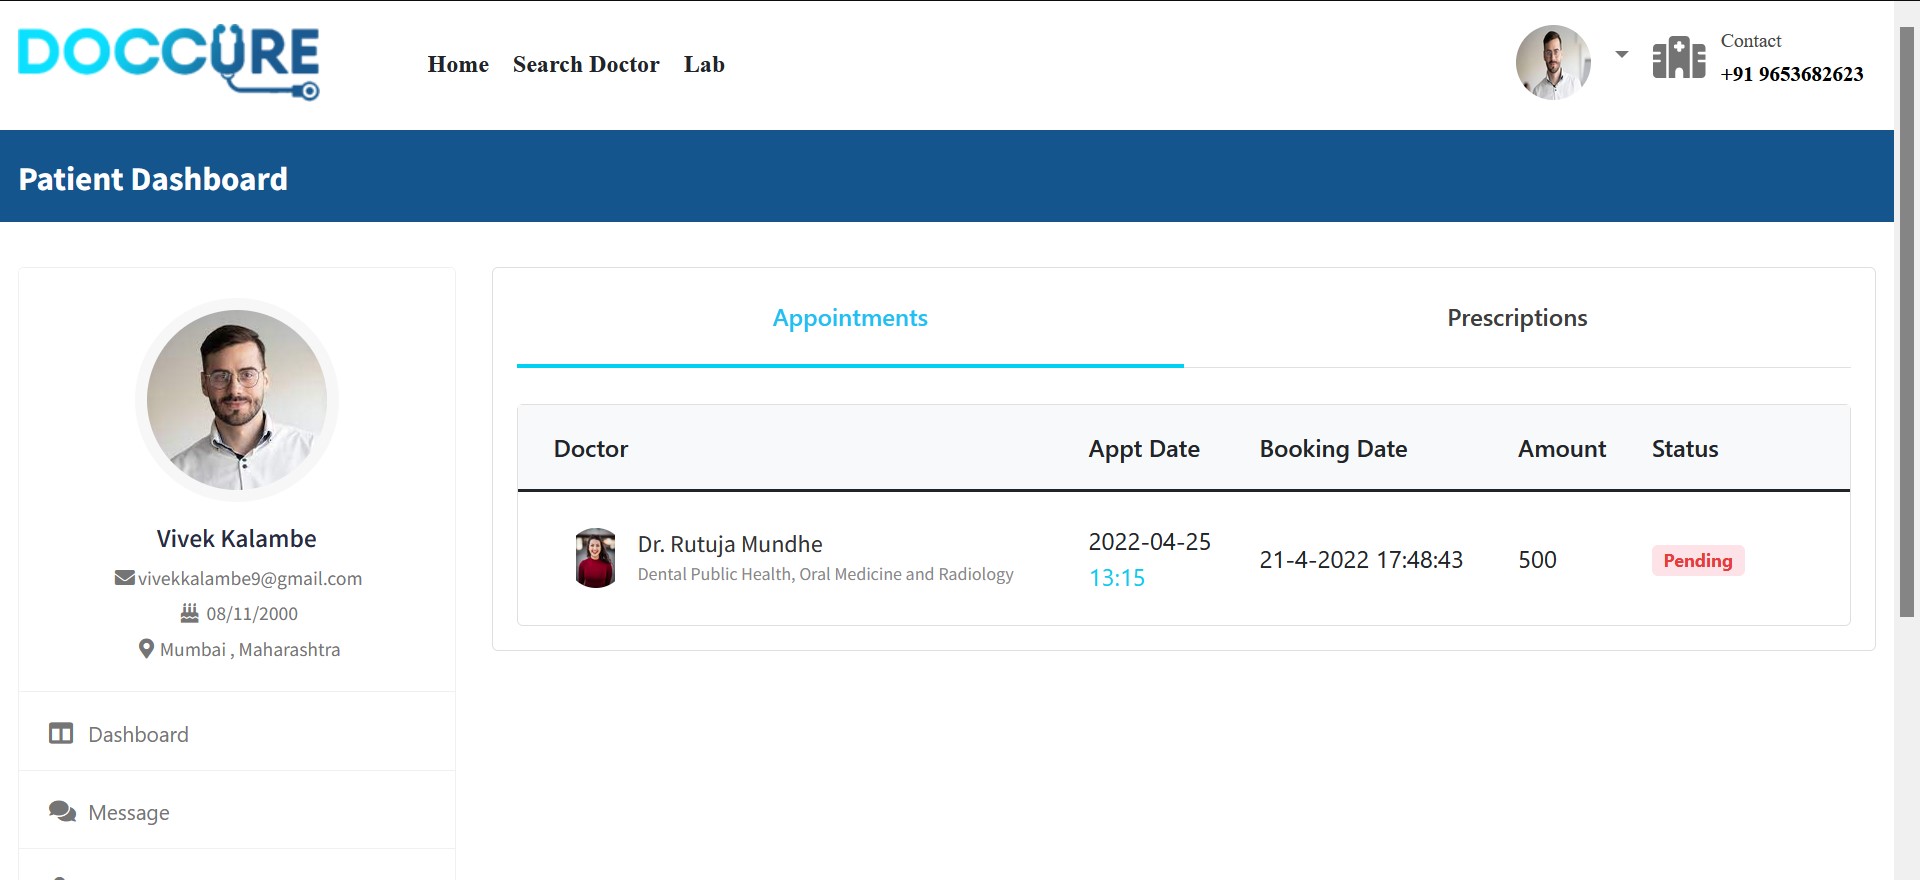 DOCCURE
Home Search Doctor Lab
Contact
+91 9653682623
Patient Dashboard
Vivek Kalambe
vivekkalambe9@gmail.com
08/11/2000
Mumbai , Maharashtra
Dashboard
Message
Appointments Prescriptions
Doctor Appt Date Booking Date Amount Status
Dr. Rutuja Mundhe
Dental Public Health, Oral Medicine and Radiology
2022-04-25
13:15
21-4-2022 17:48:43
500
Pending